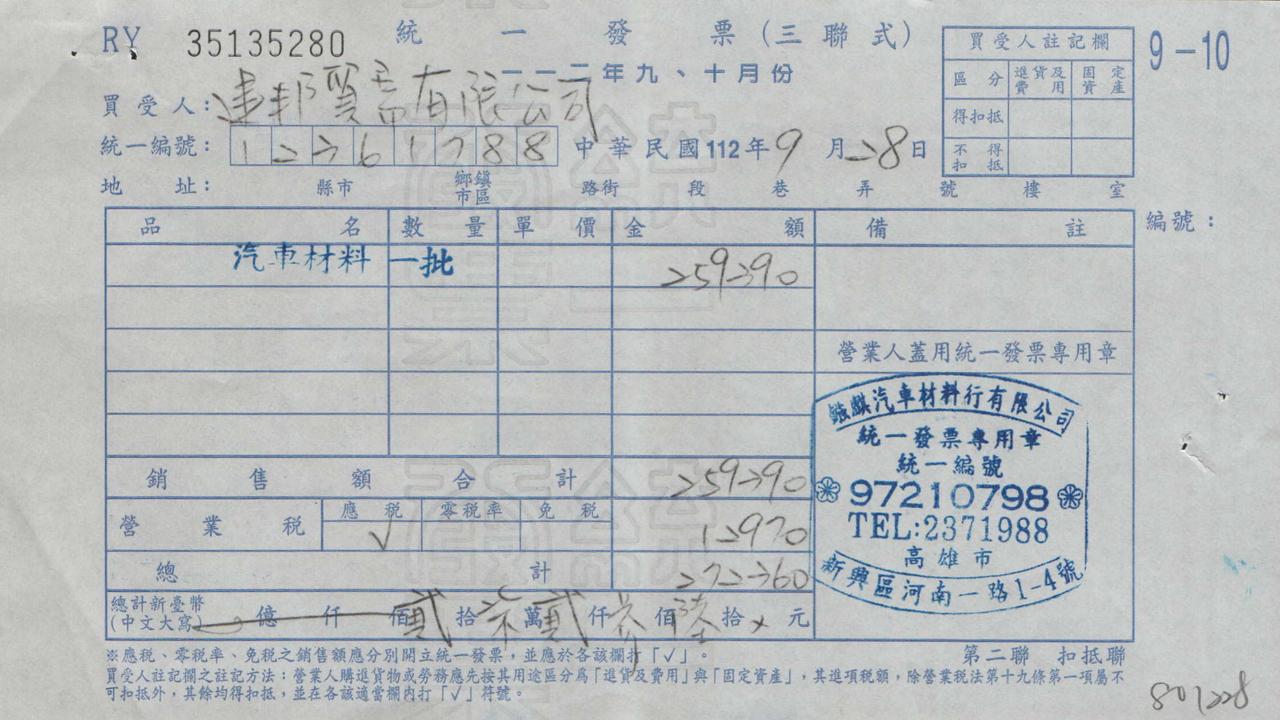 RY 35135280 統一發票(三聯式) 9-10
一一二年九、十月份
買受人註記欄
區分 進貨及費用 固定資產
得扣抵
不得扣抵
買受人：達邦貿易有限公司
統一編號：12361788 中華民國112年9月28日
地址： 縣市 鄉鎮市區 路街 段 巷 弄 號 樓 室
品名 數量 單價 金額 備註 編號：
汽車材料 一批 259390
營業人蓋用統一發票專用章
麒汽車材料行有限公司
統一發票專用章
統一編號
97210798
TEL:2371988
高雄市
新興區河南一路1-4號
銷售額合計 259390
營業稅 應稅 √ 零稅率 免稅 12970
總計 272360
總計新臺幣(中文大寫) 億 仟 佰貳拾柒萬貳仟參佰陸拾x元
※應稅、零稅率、免稅之銷售額應分別開立統一發票，並應於各該欄打「√」。
第二聯 扣抵聯
買受人註記欄之註記方法：營業人購進貨物或勞務應先按其用途區分為「進貨及費用」與「固定資產」，其進項稅額，除營業稅法第十九條第一項屬不
可扣抵外，其餘均得扣抵，並在各該適當欄內打「√」符號。
801228